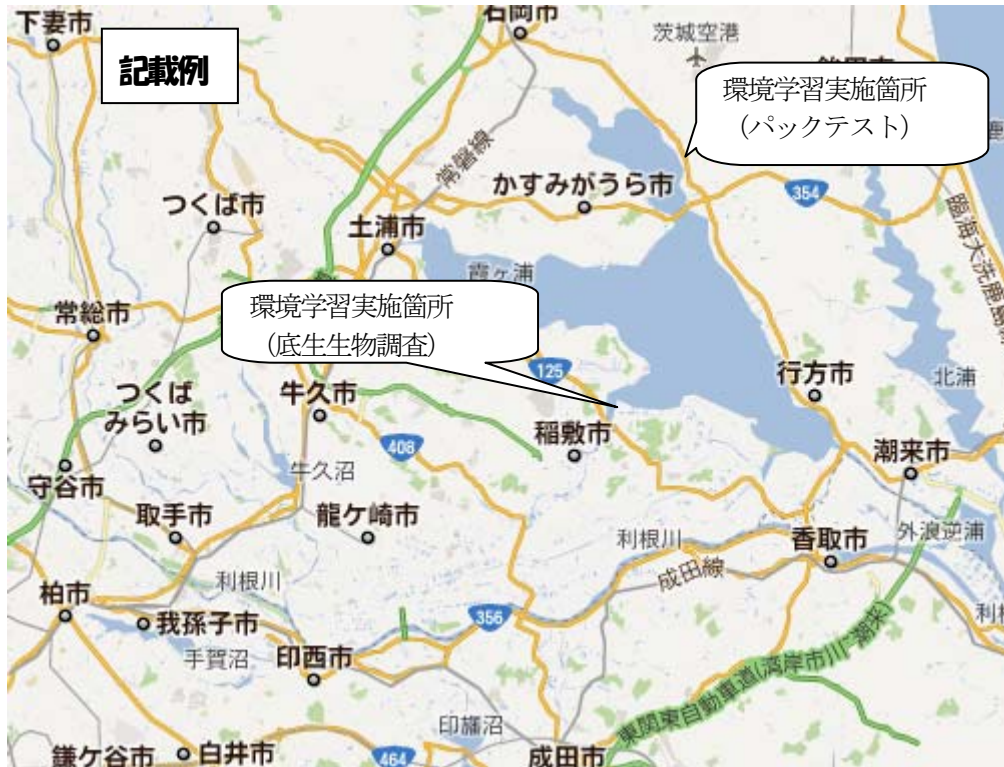 下妻市
石岡市
茨城空港
記載例
環境学習実施箇所
(パックテスト)
常磐線
かすみがうら市
354
つくば市
土浦市
霞ヶ浦
環境学習実施箇所
(底生生物調査)
常総市
125
行方市
北浦
つくば
みらい市
牛久市
408
稲敷市
潮来市
守谷市
牛久沼
取手市
龍ケ崎市
利根川
香取市
外浪逆浦
成田線
利根川
柏市
我孫子市
356
手賀沼
印西市
東関東自動車道(湾岸市川-潮来)
印旛沼
鎌ケ谷市
白井市
464
成田市